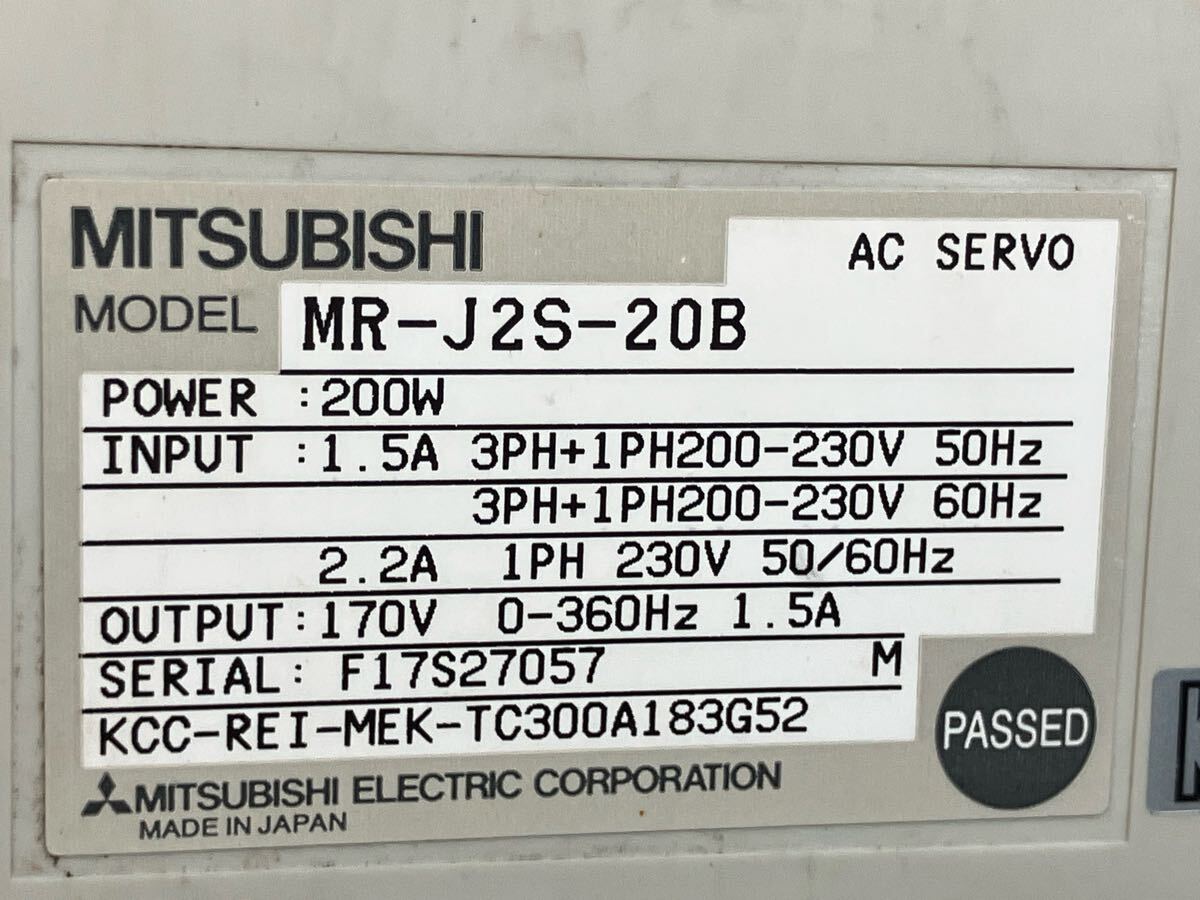 MITSUBISHI
AC SERVO
MODEL MR-J2S-20B
POWER :200W
INPUT :1.5A 3PH+1PH200-230V 50Hz
3PH+1PH200-230V 60Hz
2.2A 1PH 230V 50/60Hz
OUTPUT:170V 0-360Hz 1.5A
SERIAL: F17S27057 M
KCC-REI-MEK-TC300A183G52
PASSED
MITSUBISHI ELECTRIC CORPORATION
MADE IN JAPAN